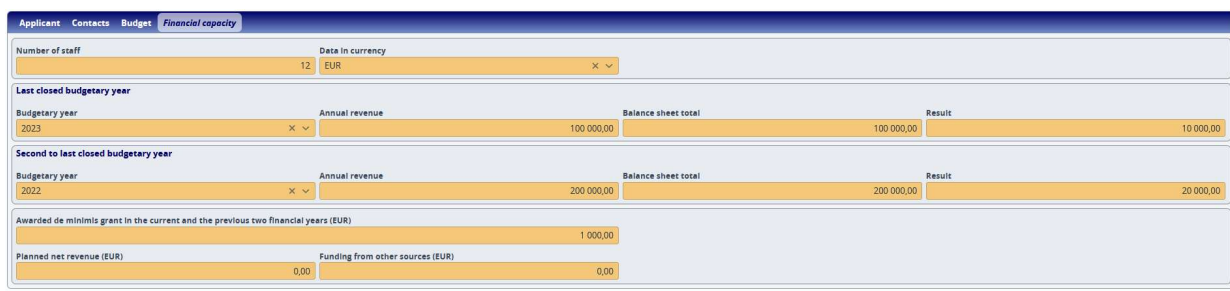 Applicant Contacts Budget Financial capacity
Number of staff Data in currency
12 EUR
Last closed budgetary year
Budgetary year Annual revenue Balance sheet total Result
2023 100 000,00 100 000,00 10 000,00
Second to last closed budgetary year
Budgetary year Annual revenue Balance sheet total Result
2022 200 000,00 200 000,00 20 000,00
Awarded de minimis grant in the current and the previous two financial years (EUR)
1 000,00
Planned net revenue (EUR) Funding from other sources (EUR)
0,00 0,00